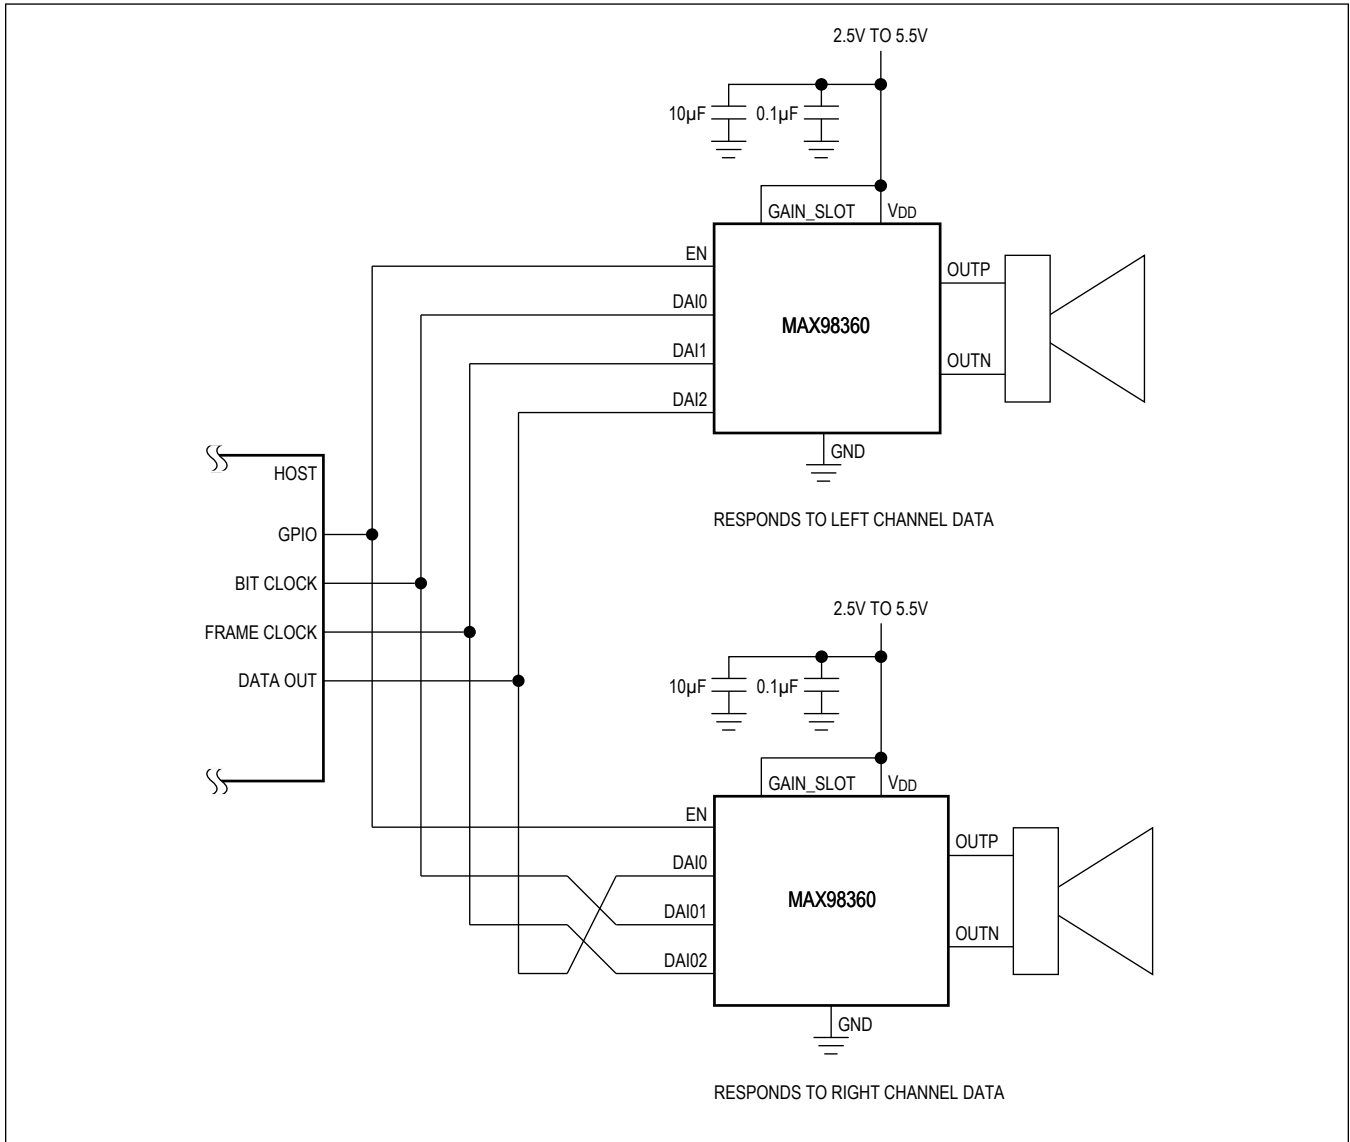 2.5V TO 5.5V
10µF
0.1µF
GAIN_SLOT
VDD
EN
DAI0
DAI1
DAI2
MAX98360
OUTP
OUTN
GND
RESPONDS TO LEFT CHANNEL DATA
HOST
GPIO
BIT CLOCK
FRAME CLOCK
DATA OUT
2.5V TO 5.5V
10µF
0.1µF
GAIN_SLOT
VDD
EN
DAI0
DAI01
DAI02
MAX98360
OUTP
OUTN
GND
RESPONDS TO RIGHT CHANNEL DATA